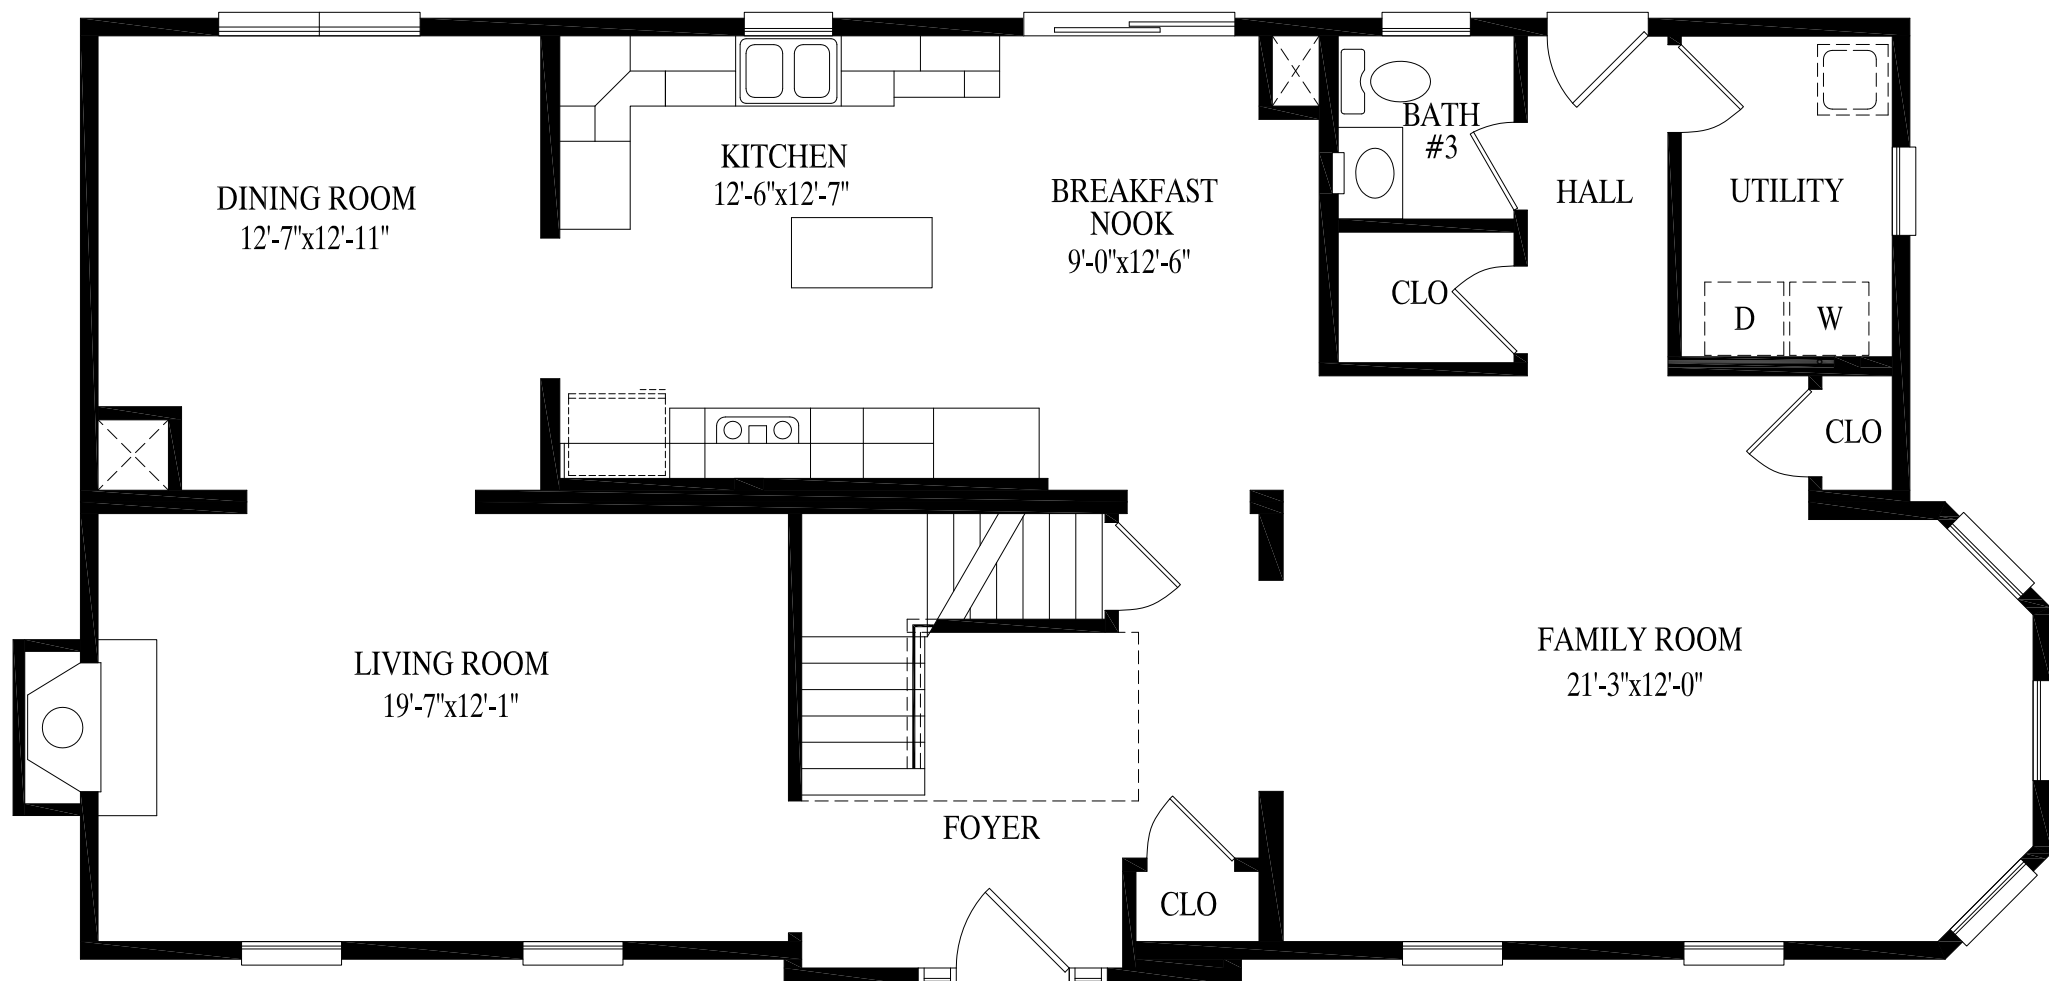 DINING ROOM
12'-7"x12'-11"
KITCHEN
12'-6"x12'-7"
BREAKFAST
NOOK
9'-0"x12'-6"
BATH
#3
HALL
UTILITY
CLO
D
W
CLO
LIVING ROOM
19'-7"x12'-1"
FAMILY ROOM
21'-3"x12'-0"
FOYER
CLO